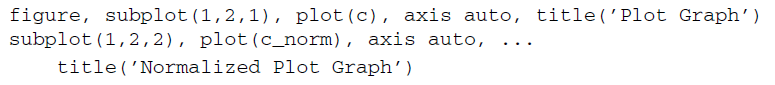 figure, subplot(1,2,1), plot(c), axis auto, title(’Plot Graph’)
subplot(1,2,2), plot(c_norm), axis auto, ...
title(’Normalized Plot Graph’)